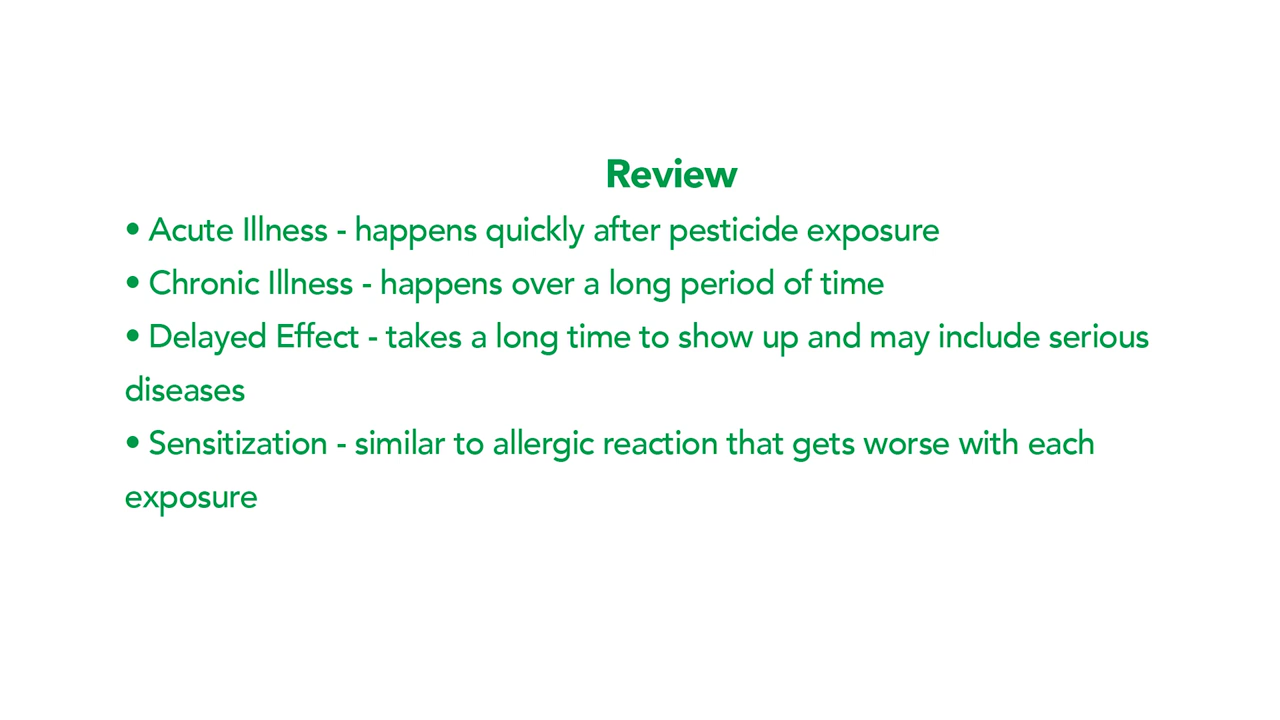 Review
• Acute Illness - happens quickly after pesticide exposure
• Chronic Illness - happens over a long period of time
• Delayed Effect - takes a long time to show up and may include serious
diseases
• Sensitization - similar to allergic reaction that gets worse with each
exposure